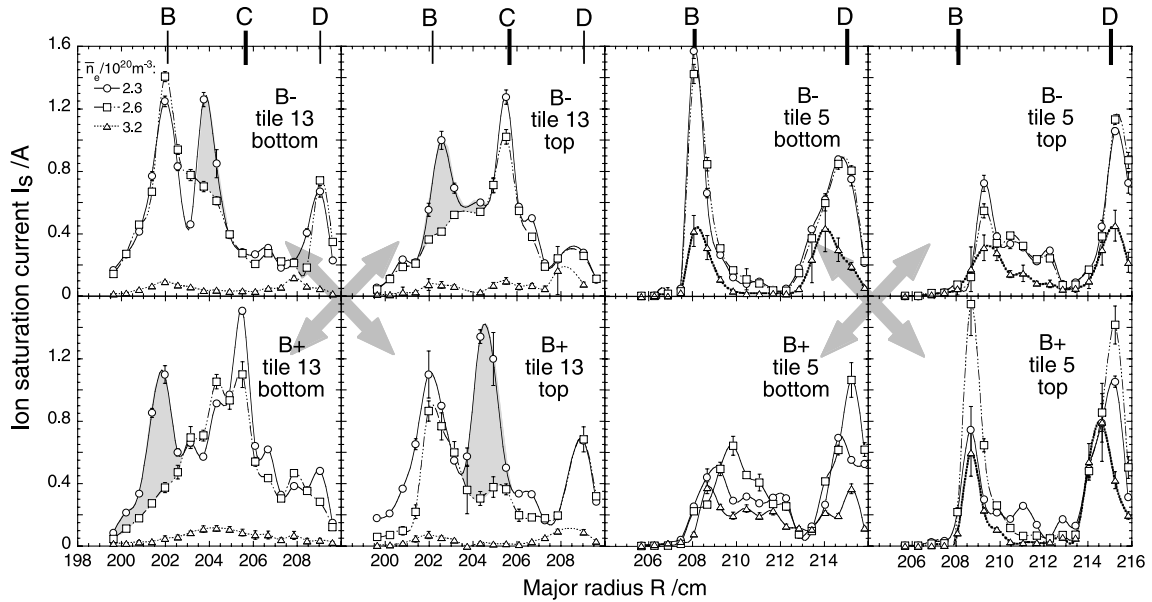 B C D B C D B D B D
1.6
n̅e/10²⁰m⁻³:
2.3
2.6
3.2
B-
tile 13
bottom
B-
tile 13
top
B-
tile 5
bottom
B-
tile 5
top
1.2
0.8
0.4
0
Ion saturation current Iₛ /A
B+
tile 13
bottom
B+
tile 13
top
B+
tile 5
bottom
B+
tile 5
top
1.2
0.8
0.4
0
198 200 202 204 206 208 200 202 204 206 208 206 208 210 212 214 206 208 210 212 214 216
Major radius R /cm